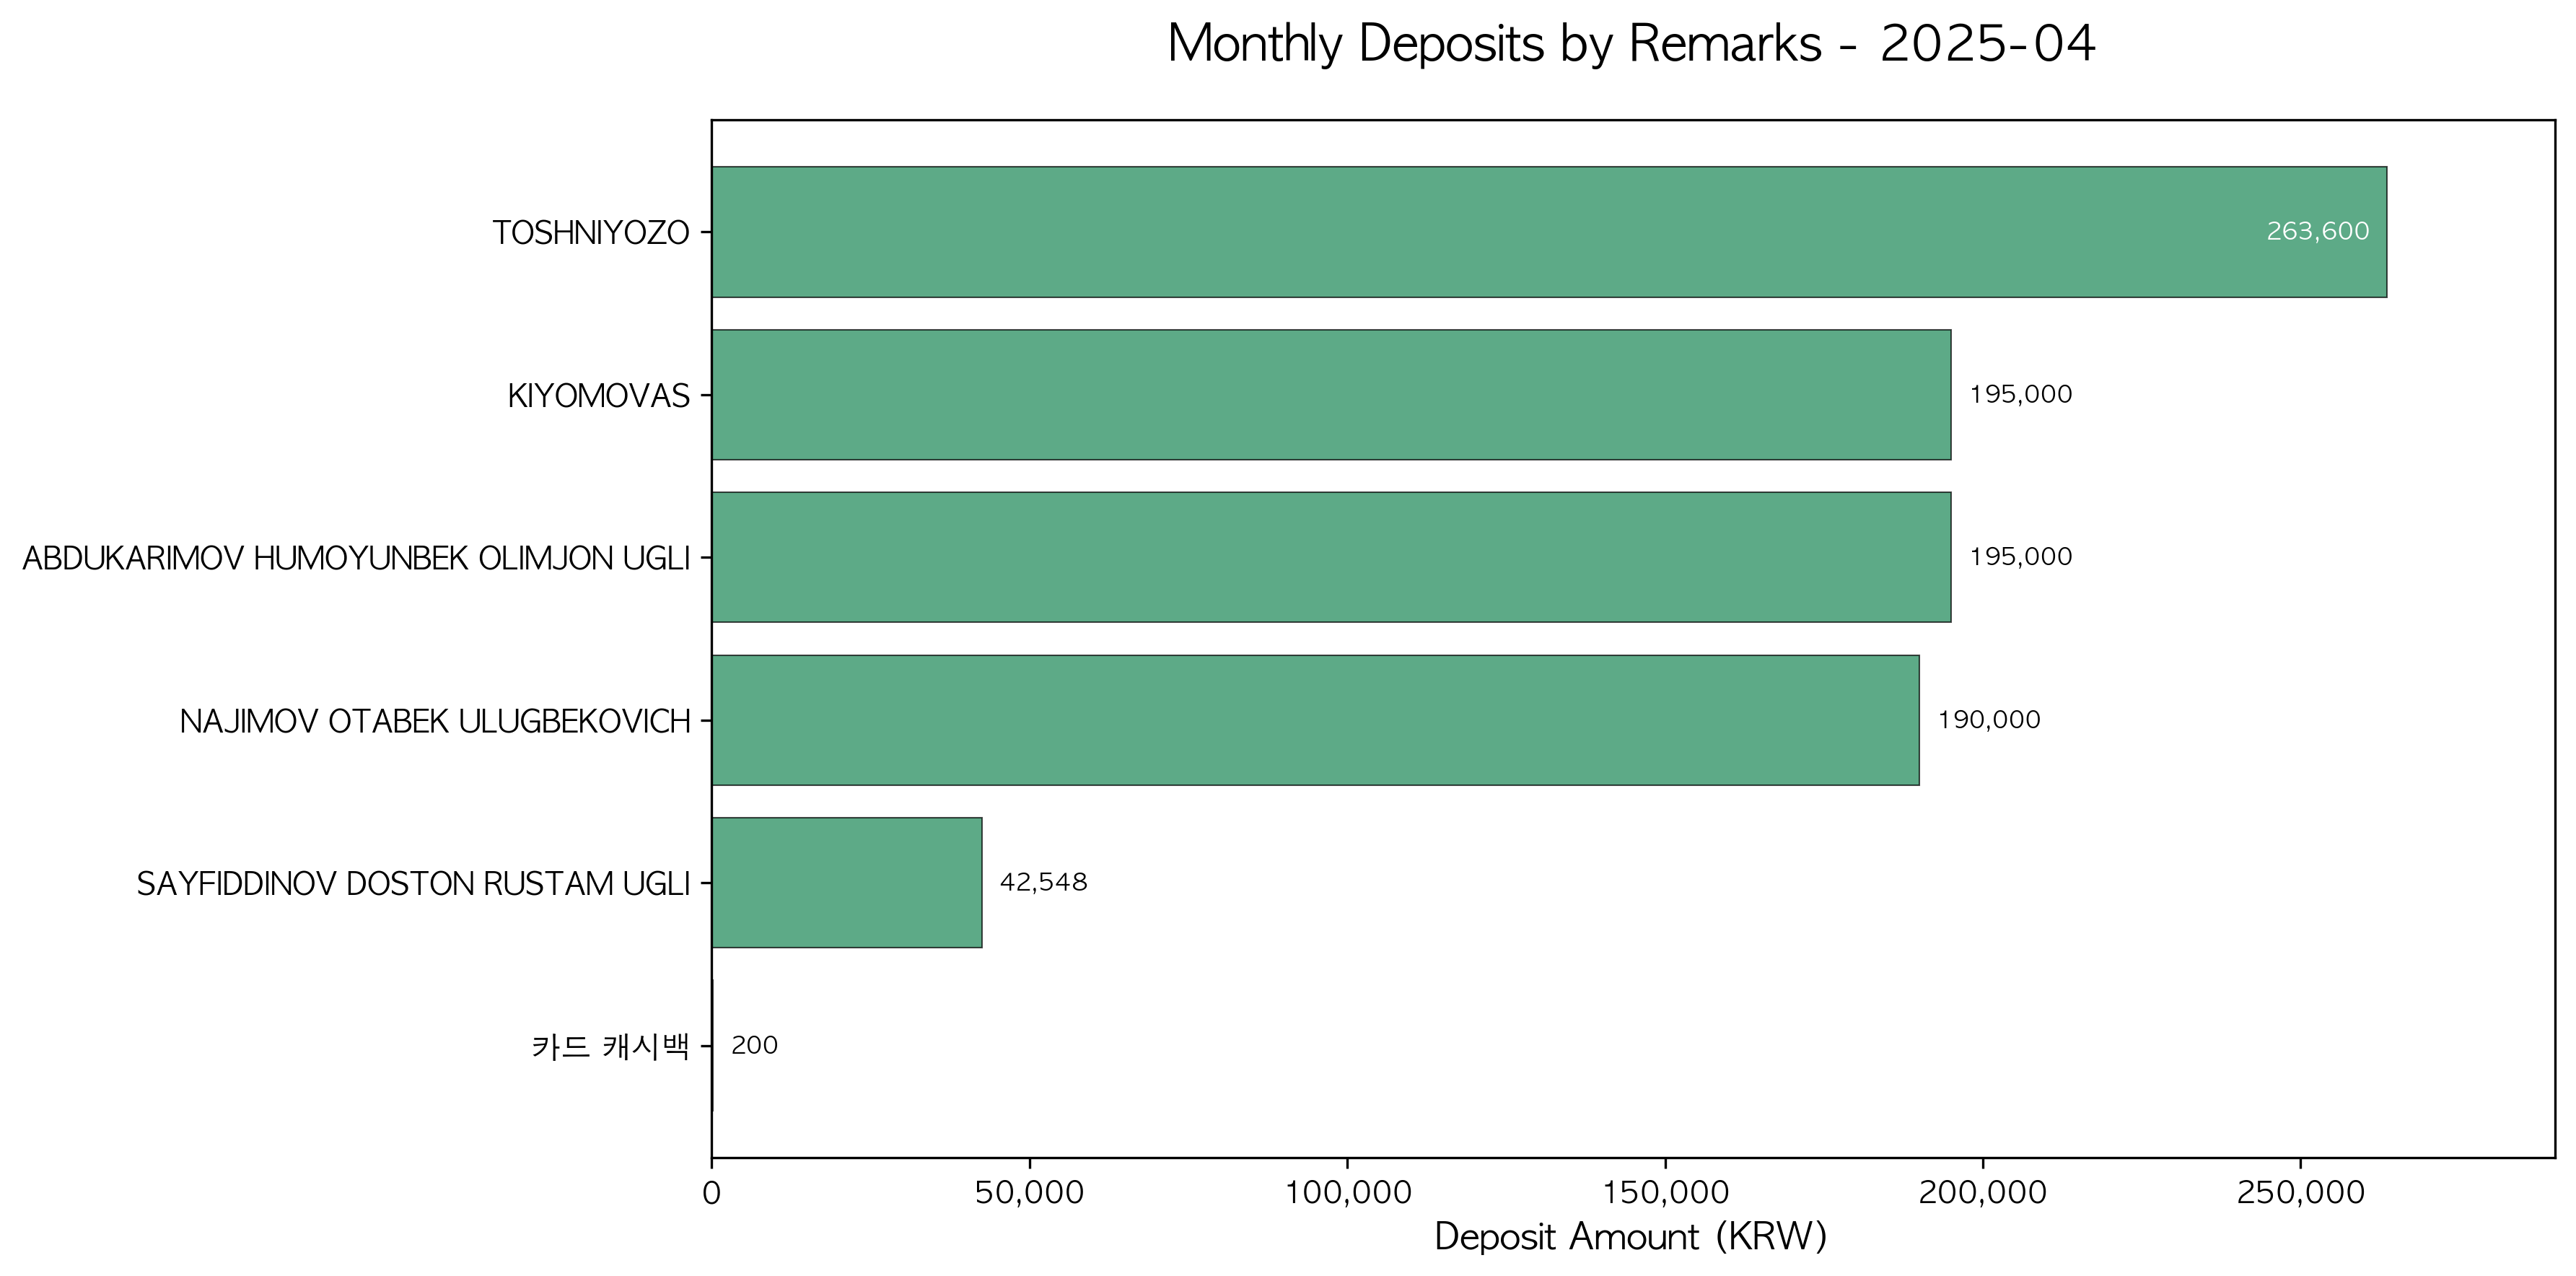 Monthly Deposits by Remarks - 2025-04
TOSHNIYOZO
263,600
KIYOMOVAS
195,000
ABDUKARIMOV HUMOYUNBEK OLIMJON UGLI
195,000
NAJIMOV OTABEK ULUGBEKOVICH
190,000
SAYFIDDINOV DOSTON RUSTAM UGLI
42,548
카드 캐시백
200
0 50,000 100,000 150,000 200,000 250,000
Deposit Amount (KRW)